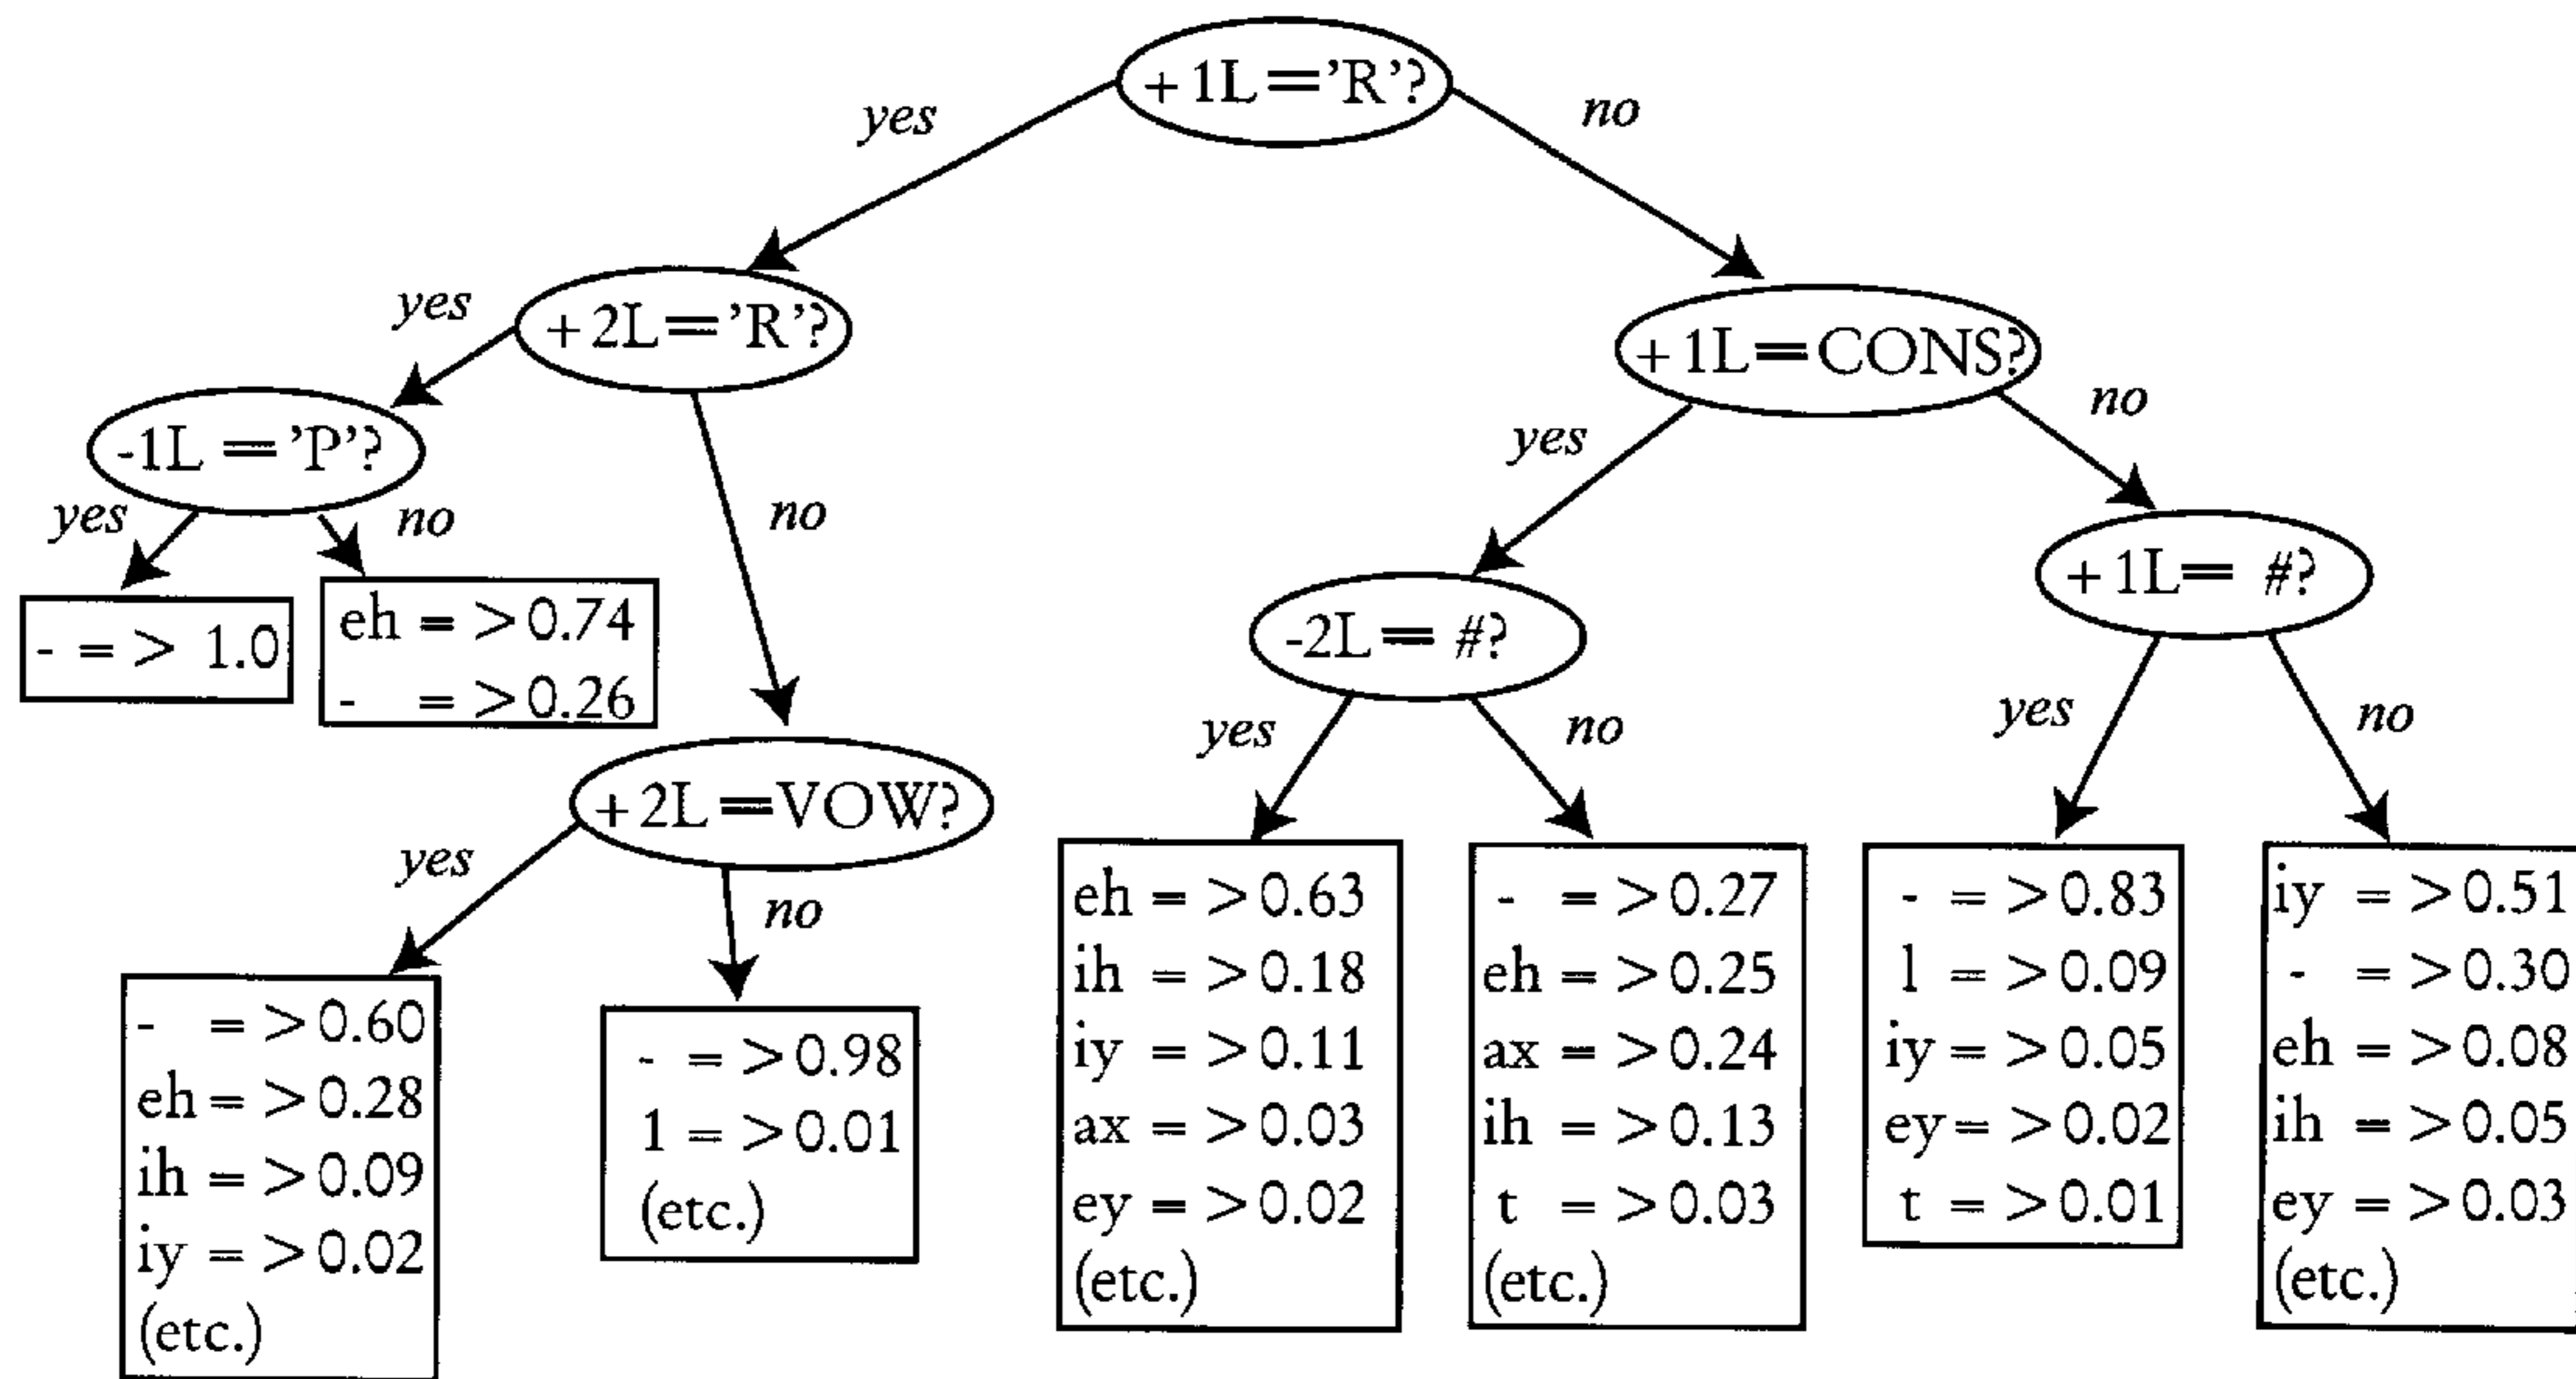 +1L=='R'?
yes
no
+2L=='R'?
yes
no
+1L==CONS?
yes
no
-1L =='P'?
yes
no
- => 1.0
eh =>0.74
- =>0.26
+2L==VOW?
yes
no
- =>0.60
eh =>0.28
ih =>0.09
iy =>0.02
(etc.)
- =>0.98
1 =>0.01
(etc.)
-2L== #?
yes
no
eh =>0.63
ih =>0.18
iy =>0.11
ax =>0.03
ey =>0.02
(etc.)
- =>0.27
eh =>0.25
ax =>0.24
ih =>0.13
t =>0.03
(etc.)
+1L== #?
yes
no
- =>0.83
l =>0.09
iy =>0.05
ey =>0.02
t =>0.01
iy =>0.51
- =>0.30
eh =>0.08
ih =>0.05
ey =>0.03
(etc.)